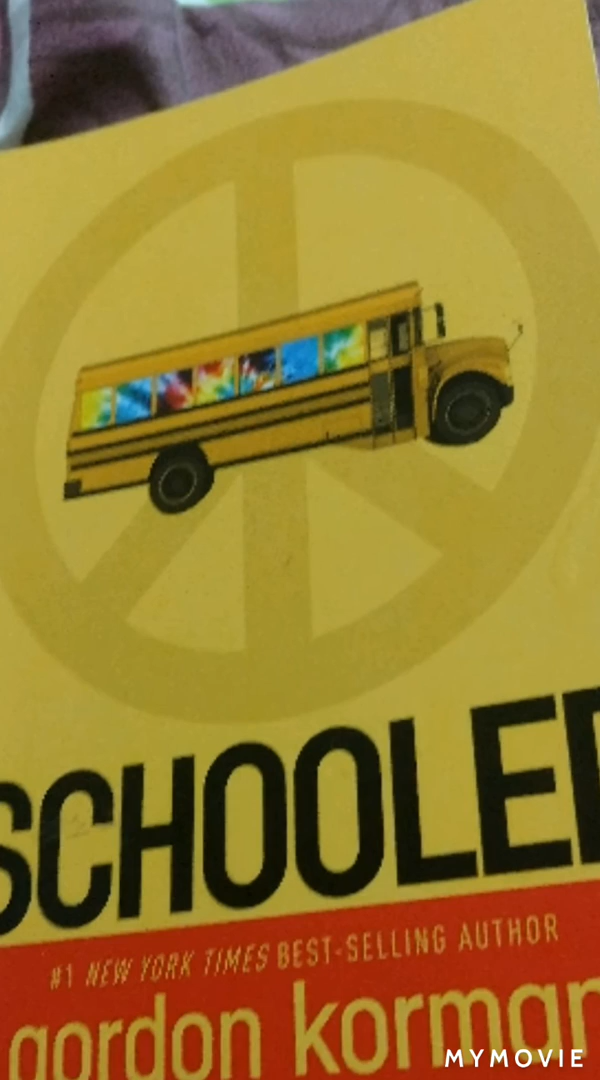 SCHOOLED
#1 NEW YORK TIMES BEST-SELLING AUTHOR
gordon korman
MYMOVIE